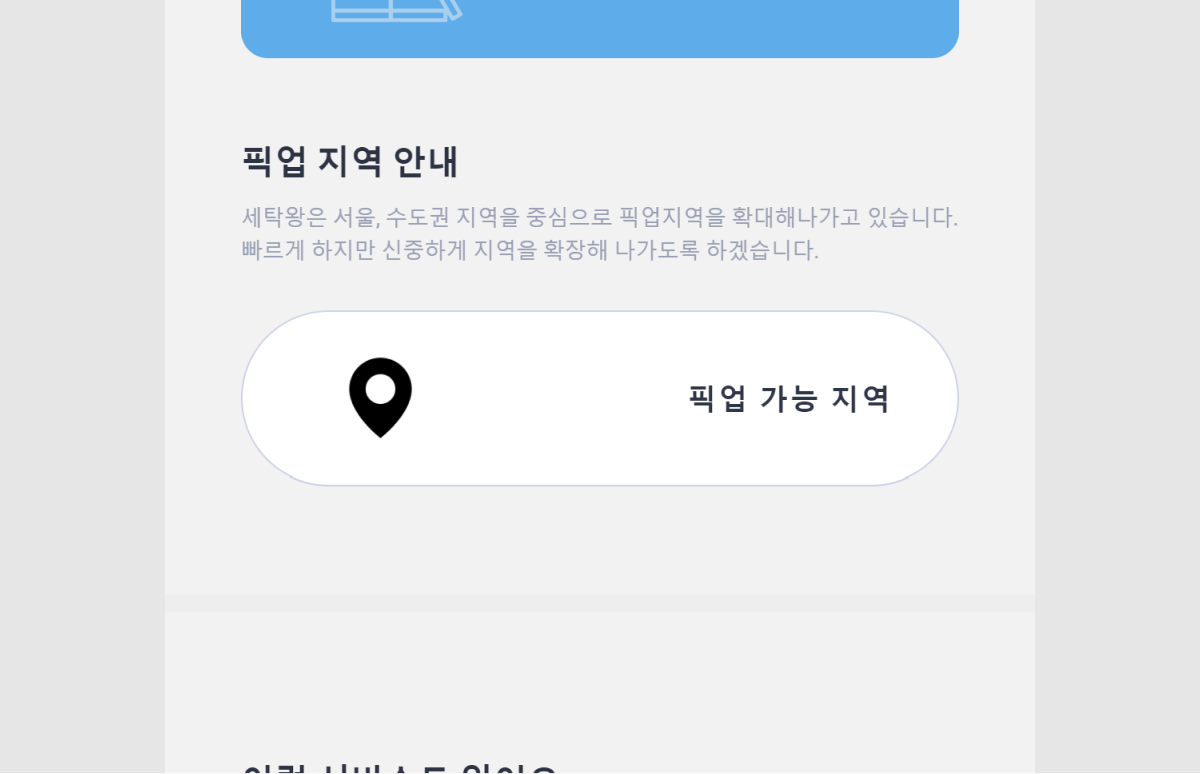 픽업 지역 안내
세탁왕은 서울, 수도권 지역을 중심으로 픽업지역을 확대해나가고 있습니다.
빠르게 하지만 신중하게 지역을 확장해 나가도록 하겠습니다.
픽업 가능 지역